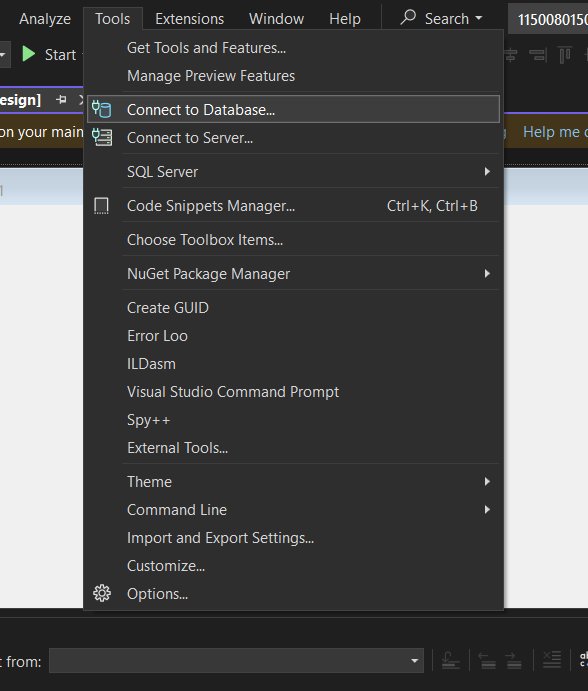 Analyze Tools Extensions Window Help Search 1150080150
Start
Get Tools and Features...
Manage Preview Features
esign]
Connect to Database...
on your main
Help me
Connect to Server...
SQL Server
Code Snippets Manager... Ctrl+K, Ctrl+B
Choose Toolbox Items...
NuGet Package Manager
Create GUID
Error Loo
ILDasm
Visual Studio Command Prompt
Spy++
External Tools...
Theme
Command Line
Import and Export Settings...
Customize...
Options...
t from: